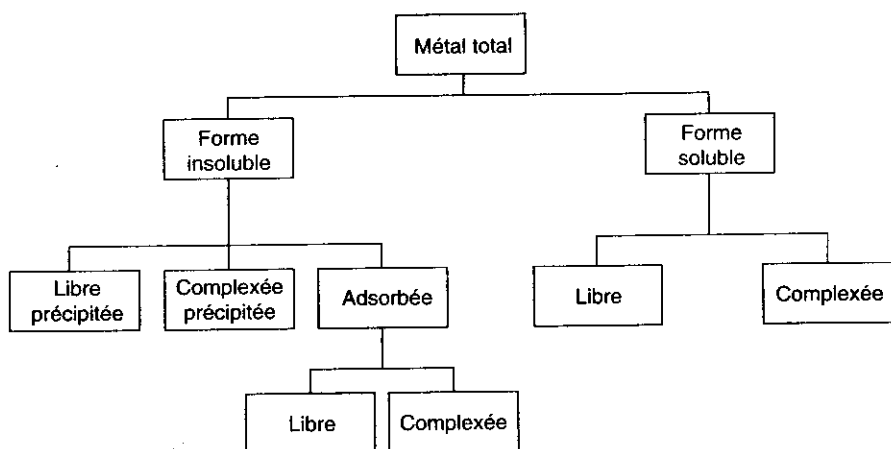 Métal total
Forme
insoluble
Forme
soluble
Libre
précipitée
Complexée
précipitée
Adsorbée
Libre
Complexée
Libre
Complexée